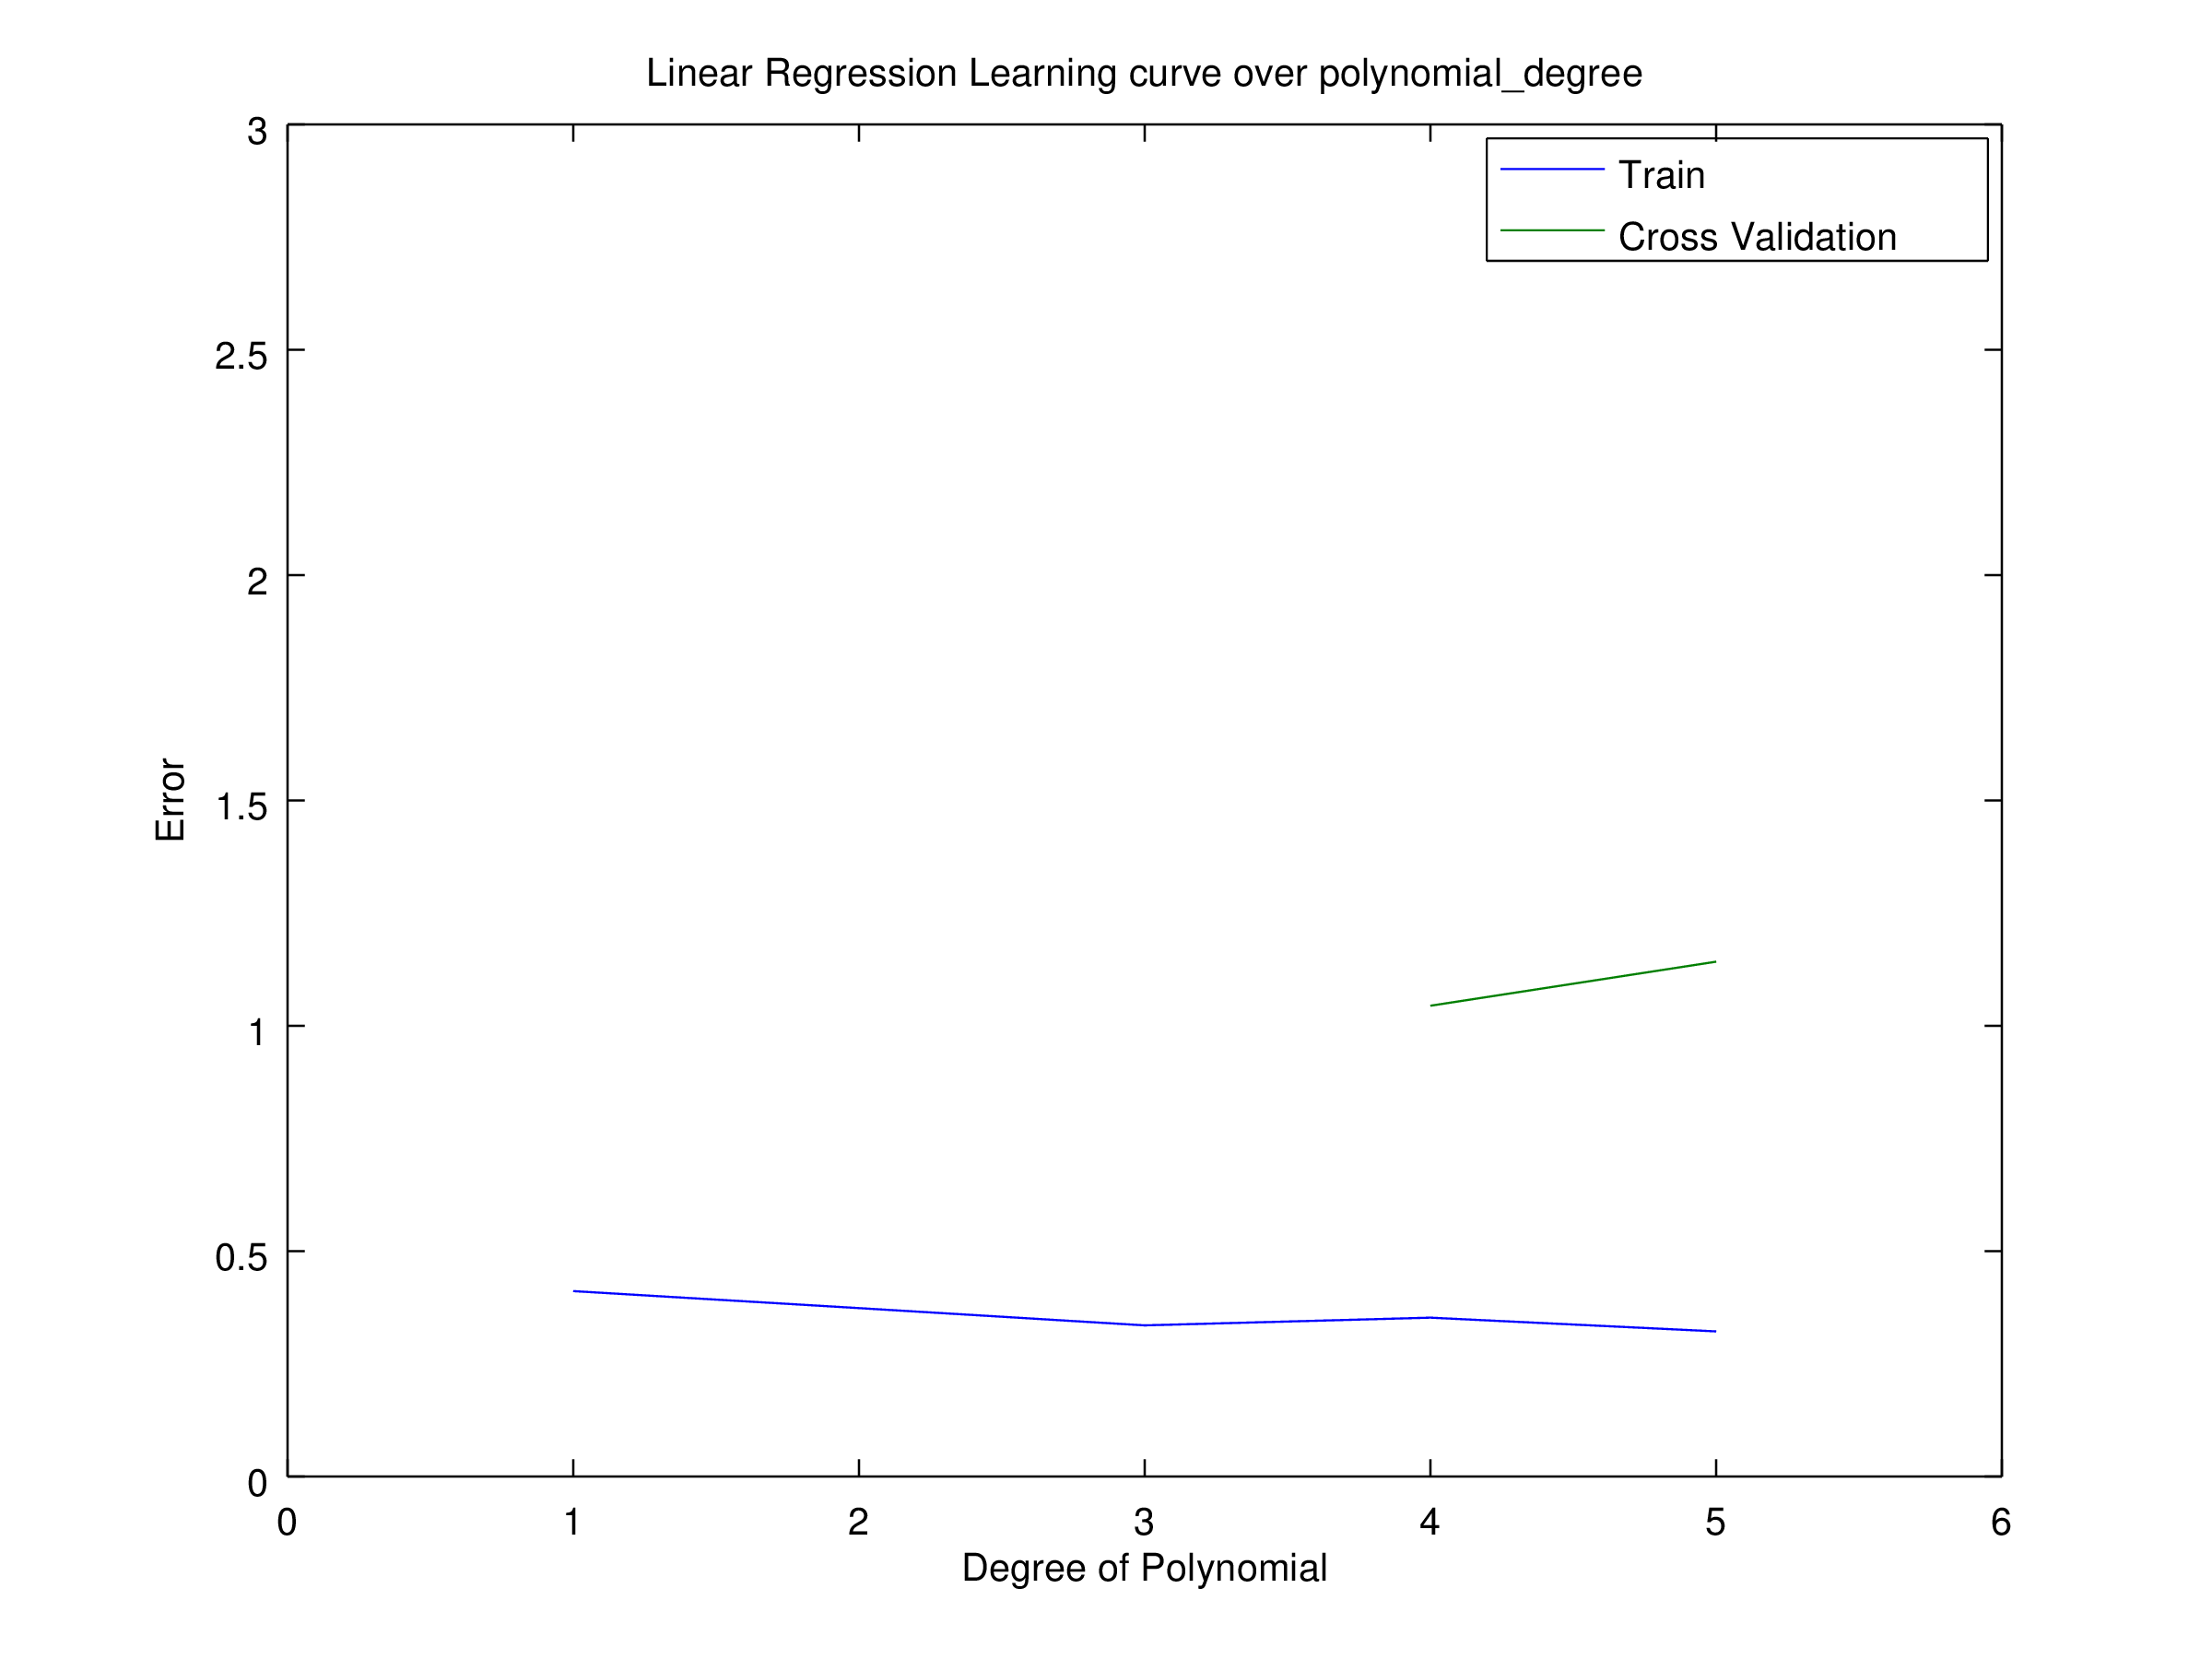 Linear Regression Learning curve over polynomial_degree
3
Train
Cross Validation
2.5
2
1.5
Error
1
0.5
0
0 1 2 3 4 5 6
Degree of Polynomial